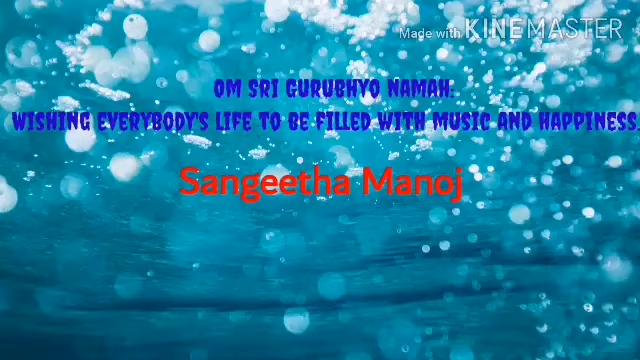 Made with KINEMASTER
OM SRI GURUBHYO NAMAH.
WISHING EVERYBODY'S LIFE TO BE FILLED WITH MUSIC AND HAPPINESS.
Sangeetha Manoj